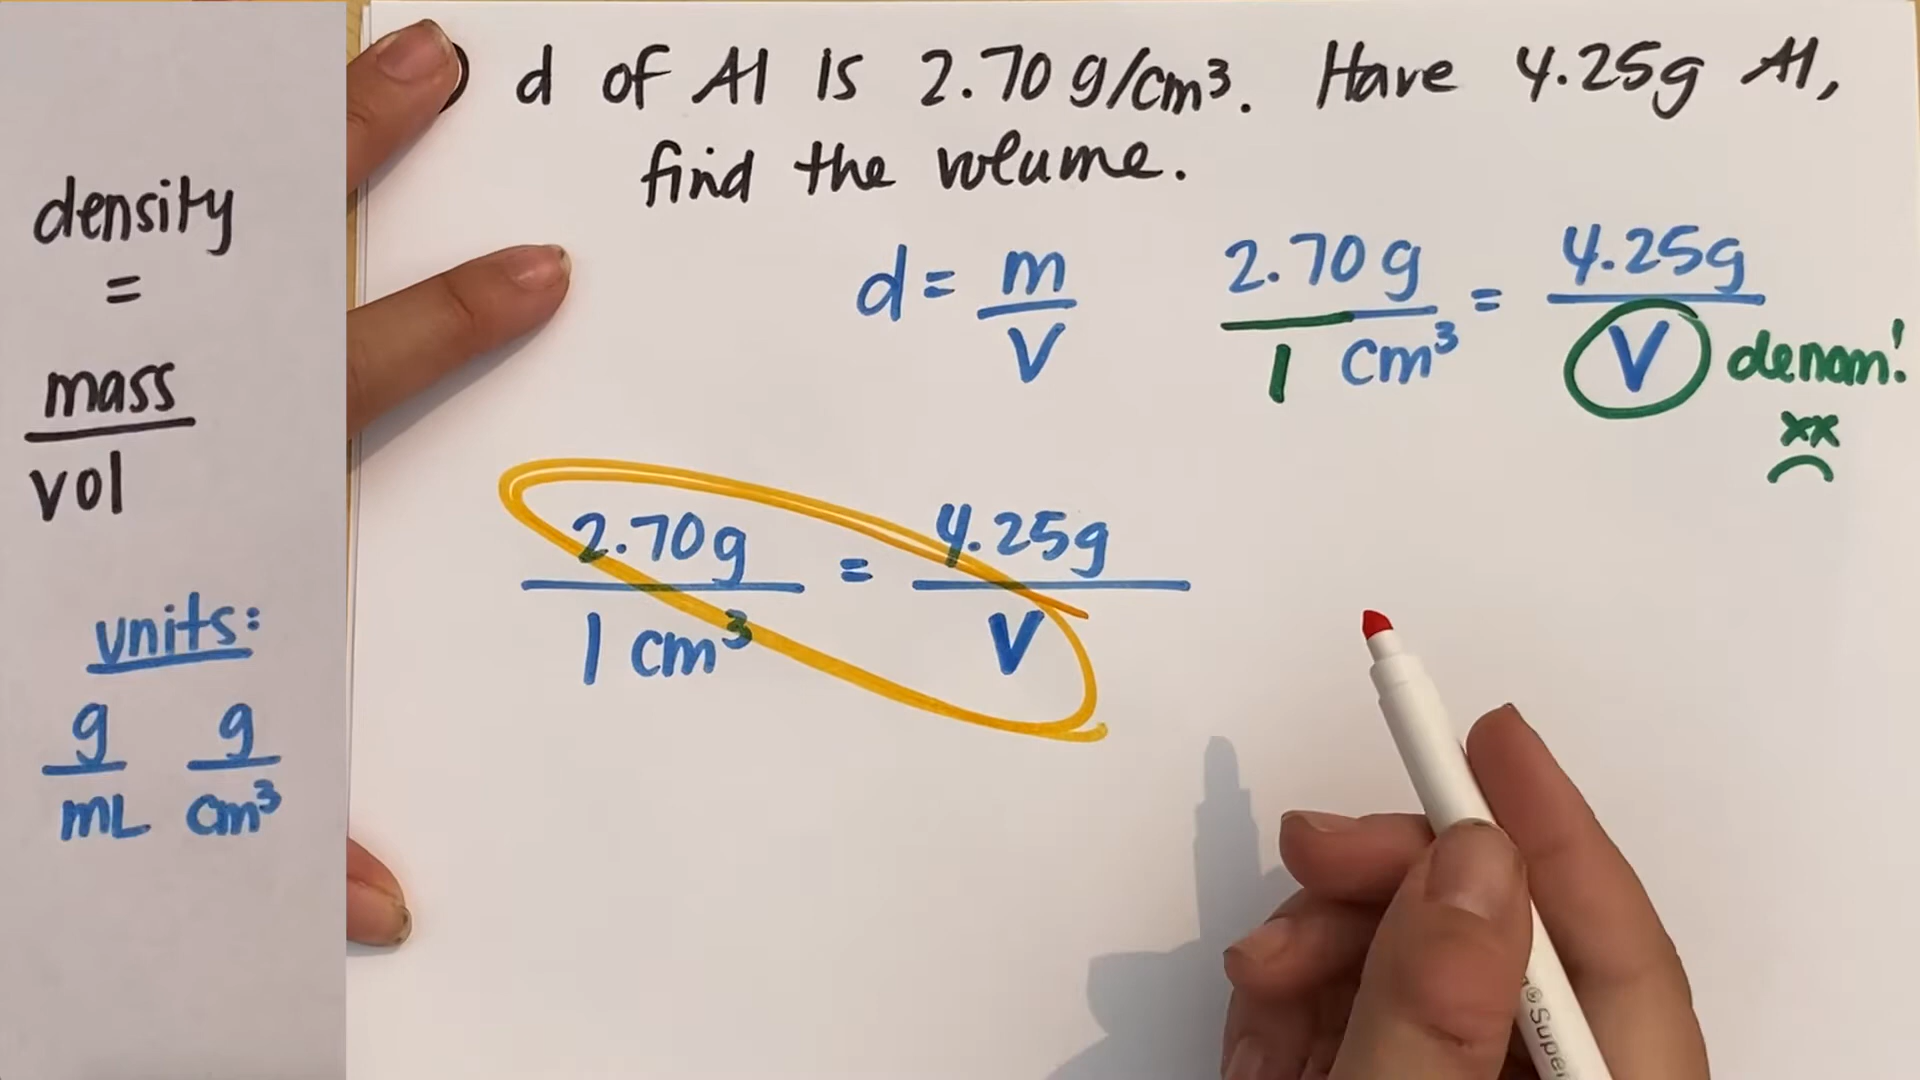 density
=
mass
vol
units:
g g
mL cm³
) d of Al is 2.70 g/cm³. Have 4.25g Al,
find the volume.
d = m
V
2.70 g = 4.25g
1 cm³ V denom!
xx
2.70g = 4.25g
1 cm³ V
®Super